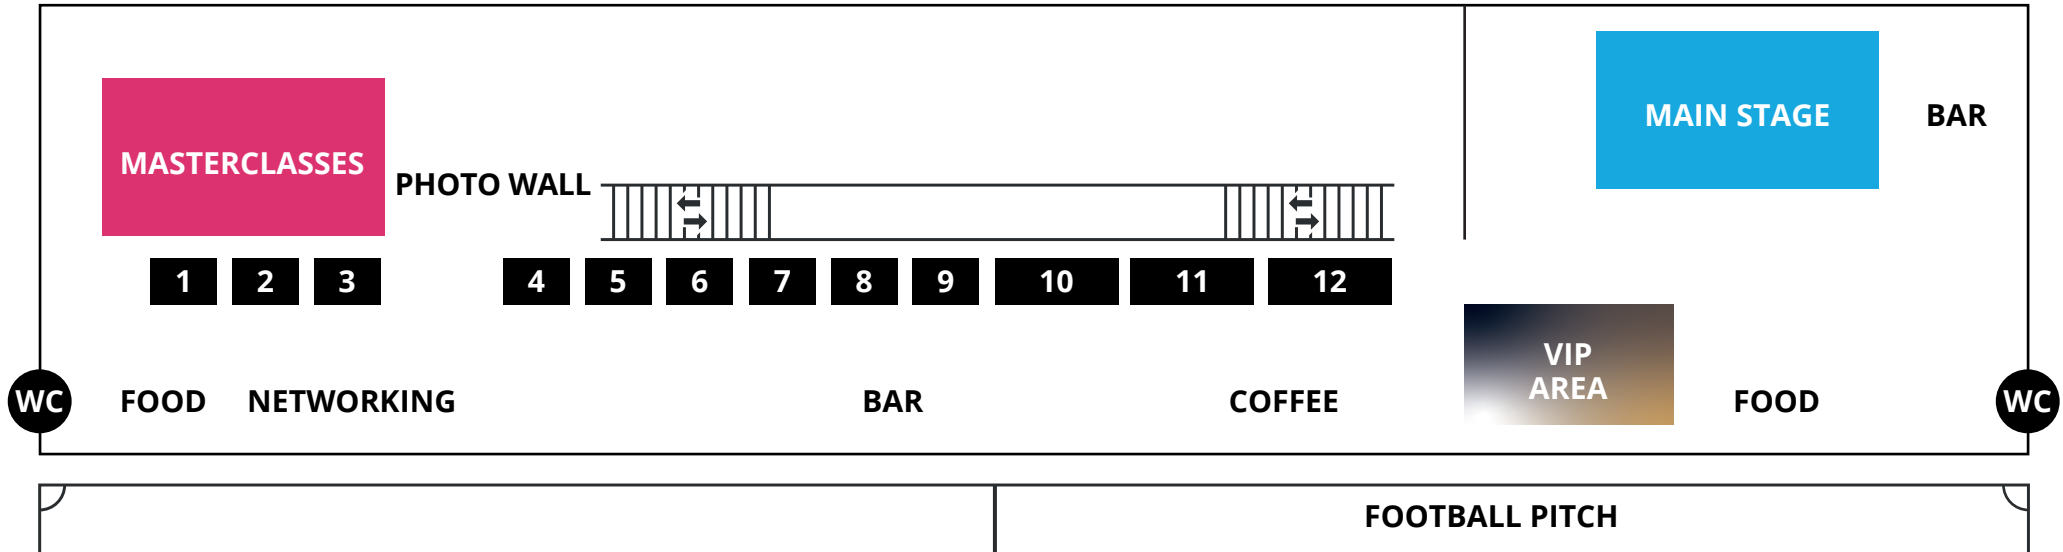 MAIN STAGE
BAR
MASTERCLASSES
PHOTO WALL
1 2 3 4 5 6 7 8 9 10 11 12
VIP
AREA
WC FOOD NETWORKING BAR COFFEE FOOD WC
FOOTBALL PITCH